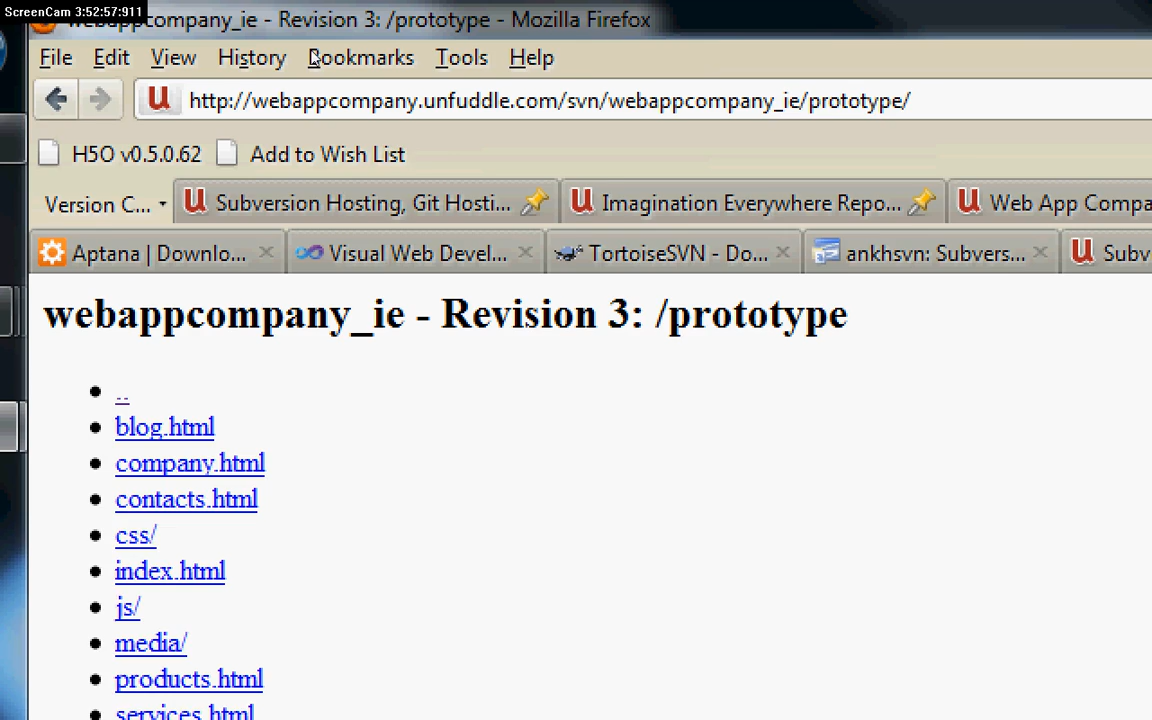 ScreenCam 3:52:57:911
webappcompany_ie - Revision 3: /prototype - Mozilla Firefox
File Edit View History Bookmarks Tools Help
http://webappcompany.unfuddle.com/svn/webappcompany_ie/prototype/
H5O v0.5.0.62 Add to Wish List
Version C... Subversion Hosting, Git Hosti... Imagination Everywhere Repo... Web App Compa
Aptana | Downlo... Visual Web Devel... TortoiseSVN - Do... ankhsvn: Subvers... Subv
webappcompany_ie - Revision 3: /prototype
..
blog.html
company.html
contacts.html
css/
index.html
js/
media/
products.html
services.html